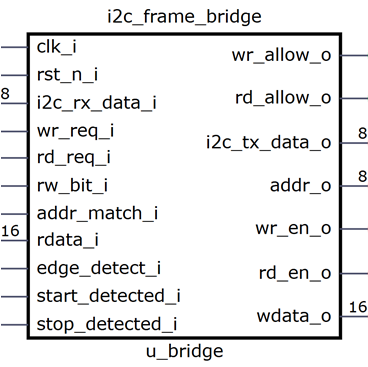 i2c_frame_bridge
clk_i
rst_n_i
8 i2c_rx_data_i
wr_req_i
rd_req_i
rw_bit_i
addr_match_i
16 rdata_i
edge_detect_i
start_detected_i
stop_detected_i
wr_allow_o
rd_allow_o
i2c_tx_data_o 8
addr_o 8
wr_en_o
rd_en_o
wdata_o 16
u_bridge